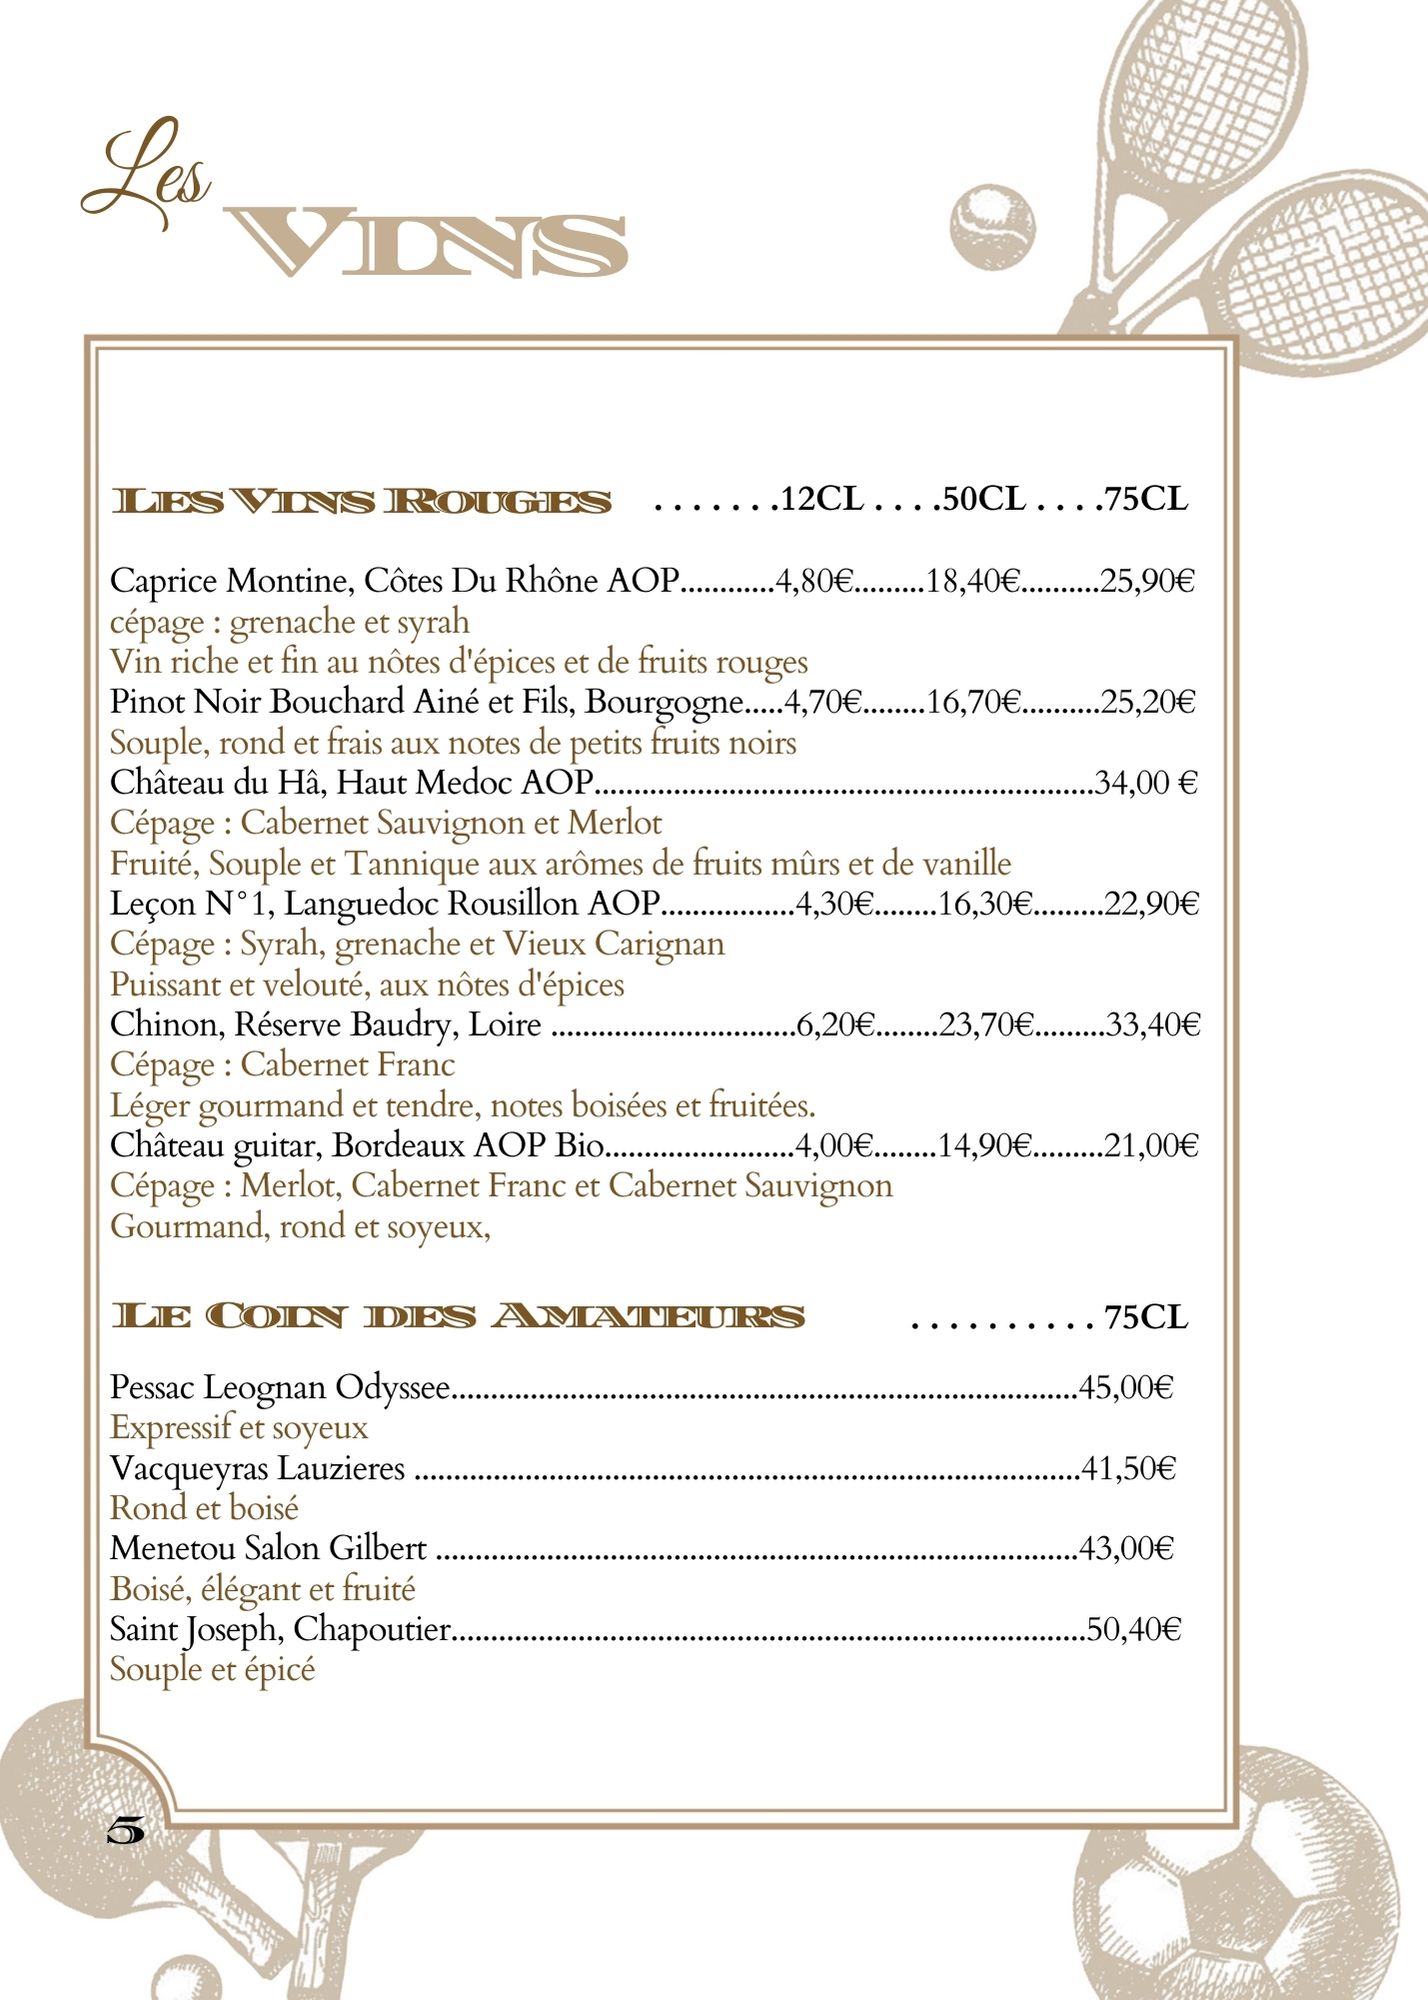 Les
VINS
LES VINS ROUGES .......12CL....50CL....75CL
Caprice Montine, Côtes Du Rhône AOP............4,80€.........18,40€..........25,90€
cépage : grenache et syrah
Vin riche et fin au nôtes d'épices et de fruits rouges
Pinot Noir Bouchard Ainé et Fils, Bourgogne.....4,70€........16,70€..........25,20€
Souple, rond et frais aux notes de petits fruits noirs
Château du Hâ, Haut Medoc AOP...............................................................34,00 €
Cépage : Cabernet Sauvignon et Merlot
Fruité, Souple et Tannique aux arômes de fruits mûrs et de vanille
Leçon N°1, Languedoc Rousillon AOP.................4,30€........16,30€.........22,90€
Cépage : Syrah, grenache et Vieux Carignan
Puissant et velouté, aux nôtes d'épices
Chinon, Réserve Baudry, Loire ...............................6,20€........23,70€.........33,40€
Cépage : Cabernet Franc
Léger gourmand et tendre, notes boisées et fruitées.
Château guitar, Bordeaux AOP Bio........................4,00€........14,90€.........21,00€
Cépage : Merlot, Cabernet Franc et Cabernet Sauvignon
Gourmand, rond et soyeux,
LE COIN DES AMATEURS ..........75CL
Pessac Leognan Odyssee...............................................................................45,00€
Expressif et soyeux
Vacqueyras Lauzieres ....................................................................................41,50€
Rond et boisé
Menetou Salon Gilbert .................................................................................43,00€
Boisé, élégant et fruité
Saint Joseph, Chapoutier................................................................................50,40€
Souple et épicé
5